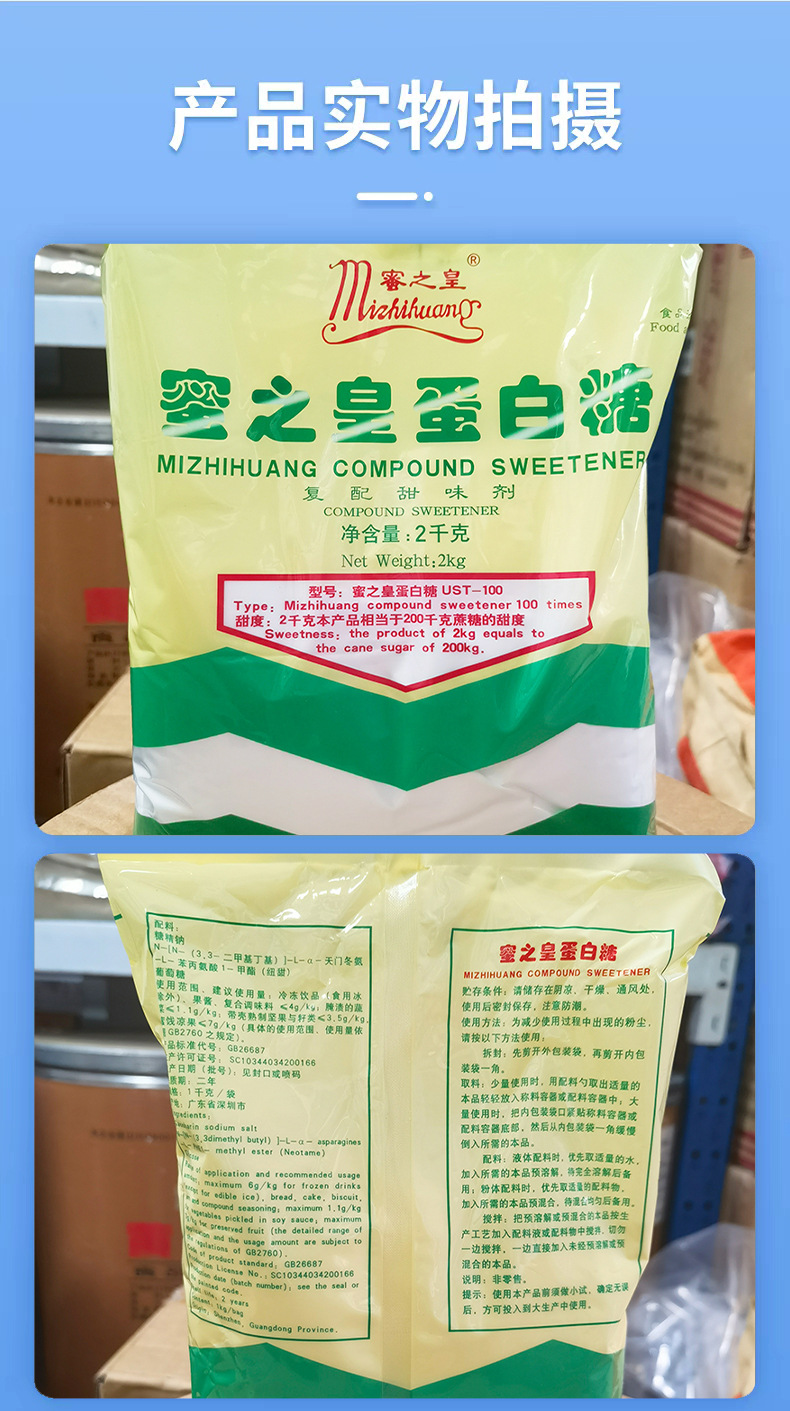 产品实物拍摄
蜜之皇®
Mizhihuang
食品
Food
蜜之皇蛋白糖
MIZHIHUANG COMPOUND SWEETENER
复配甜味剂
COMPOUND SWEETENER
净含量:2千克
Net Weight:2kg
型号：蜜之皇蛋白糖 UST-100
Type：Mizhihuang compound sweetener 100 times
甜度：2千克本产品相当于200千克蔗糖的甜度
Sweetness：the product of 2kg equals to
the cane sugar of 200kg.
配料：
糖精钠
N-[N-（3,3-二甲基丁基）]-L-α-天门冬氨
-L-苯丙氨酸1-甲酯（纽甜）
葡萄糖
使用范围、建议使用量：冷冻饮品（食用冰
除外）、果酱、复合调味料 ≤4g/kg；腌渍的蔬
≤1.1g/kg；带壳熟制坚果与籽类≤3.5g/kg,
凉果≤7g/kg（具体的使用范围、使用量依
GB2760 之规定）。
品标准代号：GB26687
产许可证号：SC10344034200166
产日期（批号）：见封口或喷码
质期：二年
格：1千克／袋
地：广东省深圳市
ngredients：
ccharin sodium salt
(3,3dimethyl butyl) ]-L-α- asparagines
methyl ester (Neotame)
of application and recommended usage
maximum 6g/kg for frozen drinks
for edible ice), bread, cake, biscuit,
and compound seasoning; maximum 1.1g/kg
vegetables pickled in soy sauce; maximum
for preserved fruit (the detailed range of
and the usage amount are subject to
regulations of GB2760).
of product standard: GB26687
License No.: SC10344034200166
date (batch number): see the seal or
code.
2 years
1kg/bag
Shenzhen, Guangdong Province.
蜜之皇蛋白糖
MIZHIHUANG COMPOUND SWEETENER
贮存条件：请储存在阴凉、干燥、通风处，
使用后密封保存，注意防潮。
使用方法：为减少使用过程中出现的粉尘，
请按以下方法使用：
拆封：先剪开外包装袋，再剪开内包
装袋一角。
取料：少量使用时，用配料勺取出适量的
本品轻轻放入称料容器或配料容器中；大
量使用时、把内包装袋口紧贴称料容器或
配料容器底部，然后从内包装袋一角缓慢
倒入所需的本品。
配料：液体配料时，优先取适量的水，
加入所需的本品预溶解，待完全溶解后备
用；粉体配料时，优先取适量的配料物，
加入所需的本品预混合，待混合均匀后备用。
搅拌：把预溶解或预混合的本品按生
产工艺加入配料液或配料物中搅拌，切勿
一边搅拌，一边直接加入未经预溶解或预
混合的本品。
说明：非零售。
提示：使用本产品前须做小试，确定无误
后，方可投入到大生产中使用。